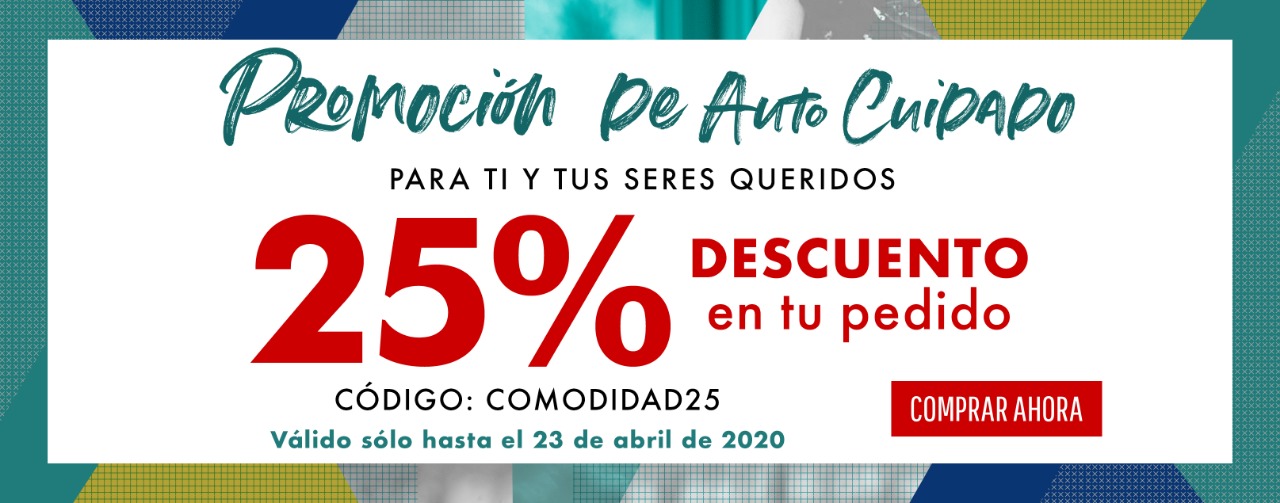 Promoción de Auto Cuidado
PARA TI Y TUS SERES QUERIDOS
25% DESCUENTO
en tu pedido
CÓDIGO: COMODIDAD25
COMPRAR AHORA
Válido sólo hasta el 23 de abril de 2020